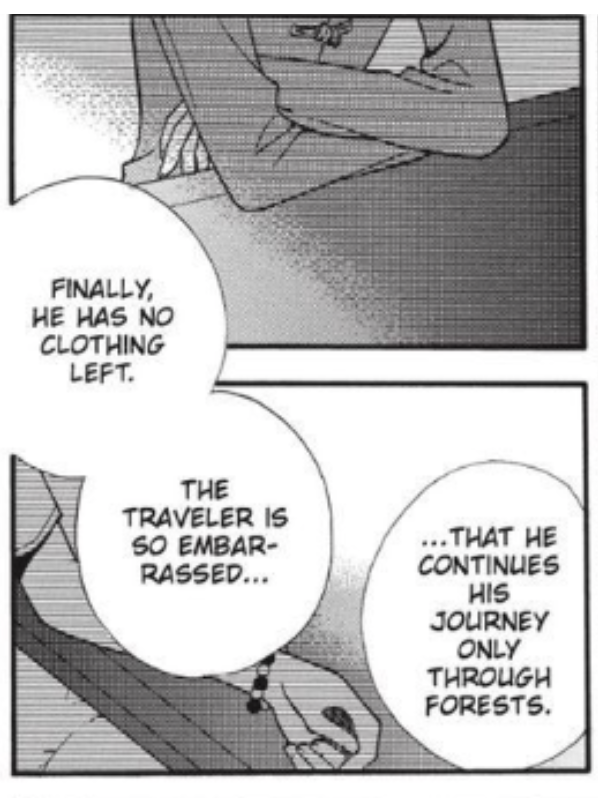 FINALLY,
HE HAS NO
CLOTHING
LEFT.
THE
TRAVELER IS
SO EMBAR-
RASSED...
...THAT HE
CONTINUES
HIS
JOURNEY
ONLY
THROUGH
FORESTS.